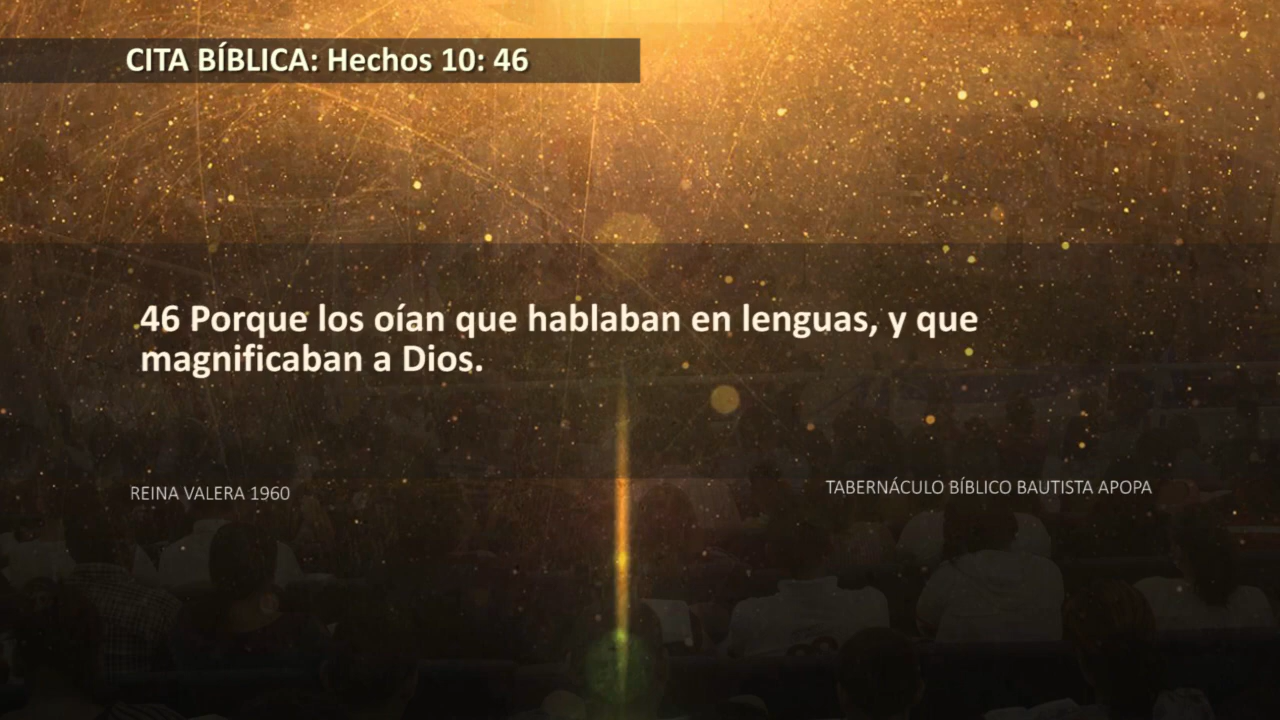 CITA BÍBLICA: Hechos 10: 46
46 Porque los oían que hablaban en lenguas, y que
magnificaban a Dios.
REINA VALERA 1960
TABERNÁCULO BÍBLICO BAUTISTA APOPA